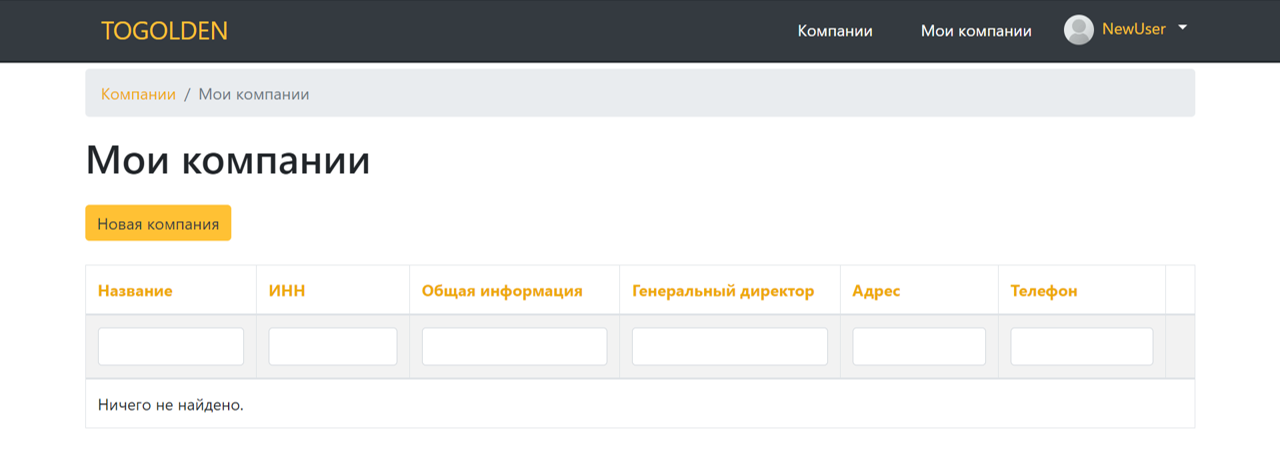 TOGOLDEN Компании Мои компании NewUser
Компании / Мои компании
Мои компании
Новая компания
Название ИНН Общая информация Генеральный директор Адрес Телефон
Ничего не найдено.